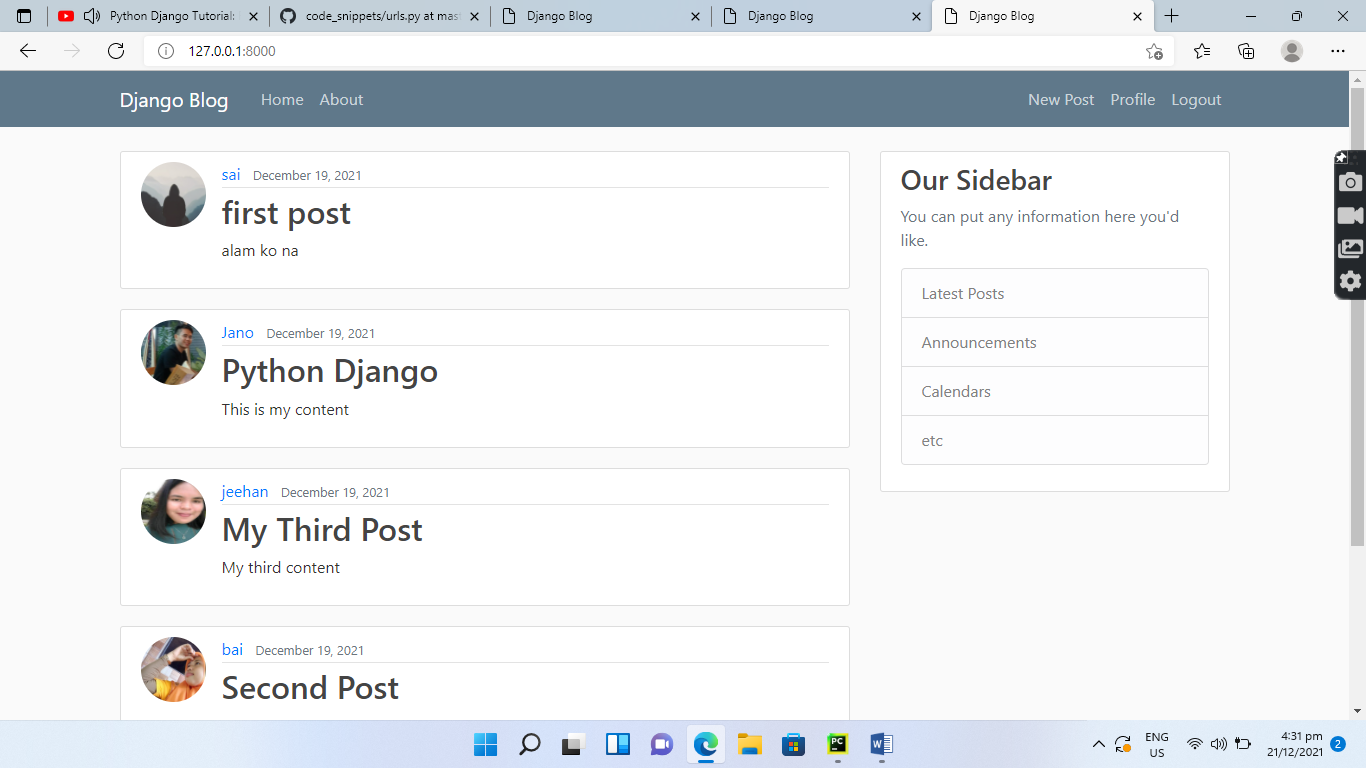 Python Django Tutorial:
code_snippets/urls.py at mas
Django Blog
Django Blog
Django Blog
127.0.0.1:8000
Django Blog Home About New Post Profile Logout
sai December 19, 2021
first post
alam ko na
Jano December 19, 2021
Python Django
This is my content
jeehan December 19, 2021
My Third Post
My third content
bai December 19, 2021
Second Post
Our Sidebar
You can put any information here you'd
like.
Latest Posts
Announcements
Calendars
etc
PC
W
ENG
US
4:31 pm
21/12/2021
2